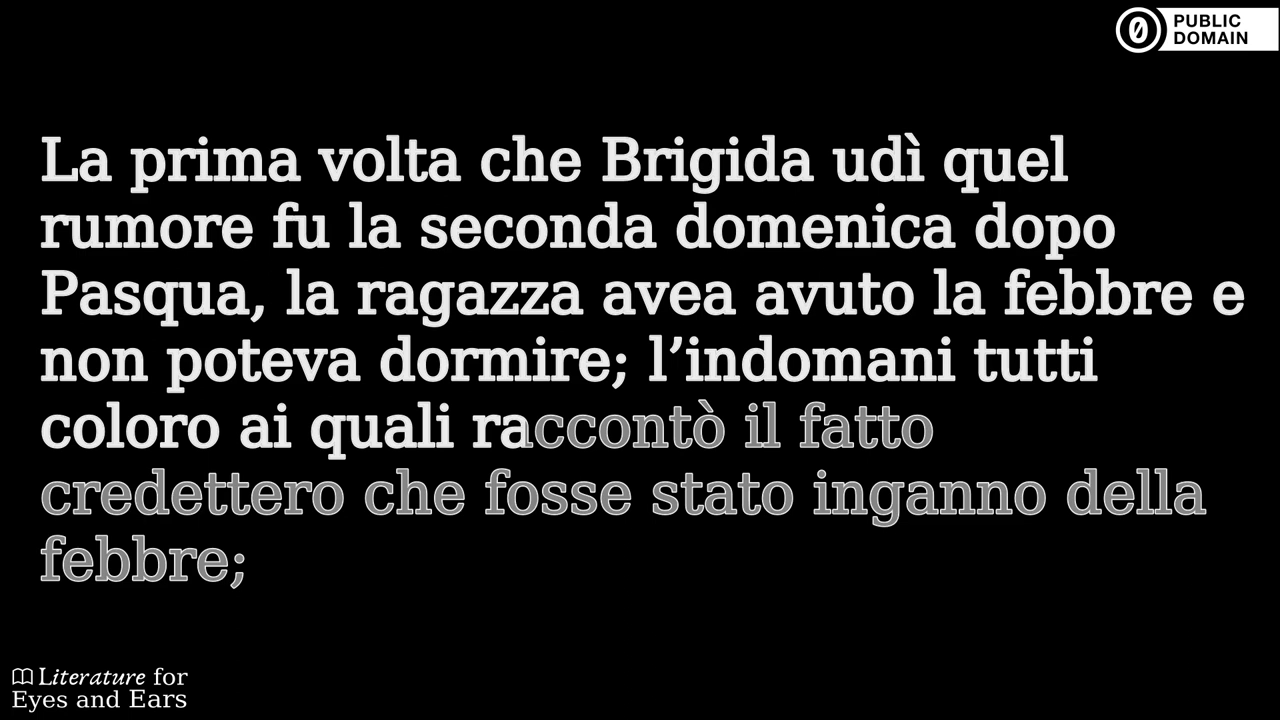 PUBLIC
DOMAIN
La prima volta che Brigida udì quel
rumore fu la seconda domenica dopo
Pasqua, la ragazza avea avuto la febbre e
non poteva dormire; l’indomani tutti
coloro ai quali raccontò il fatto
credettero che fosse stato inganno della
febbre;
Literature for
Eyes and Ears